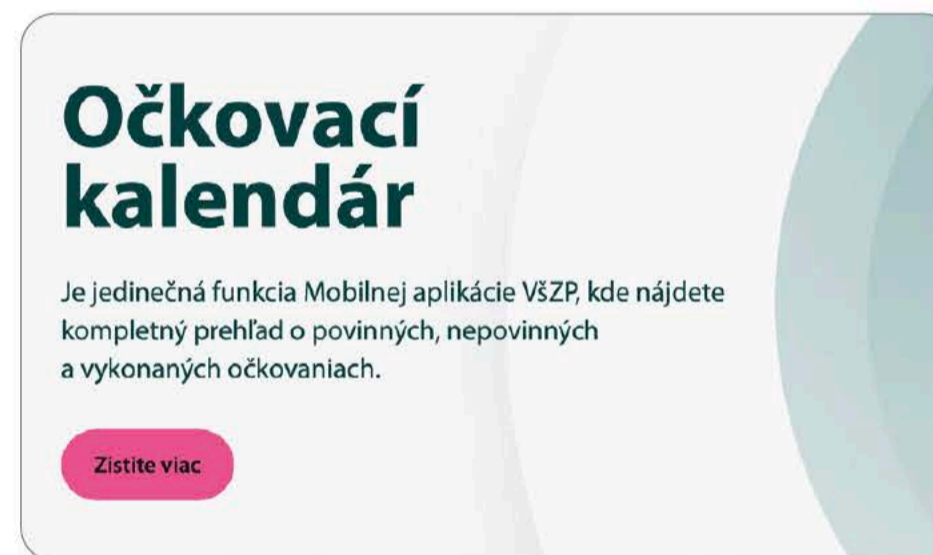 Očkovací
kalendár
Je jedinečná funkcia Mobilnej aplikácie VšZP, kde nájdete
kompletný prehľad o povinných, nepovinných
a vykonaných očkovaniach.
Zistite viac